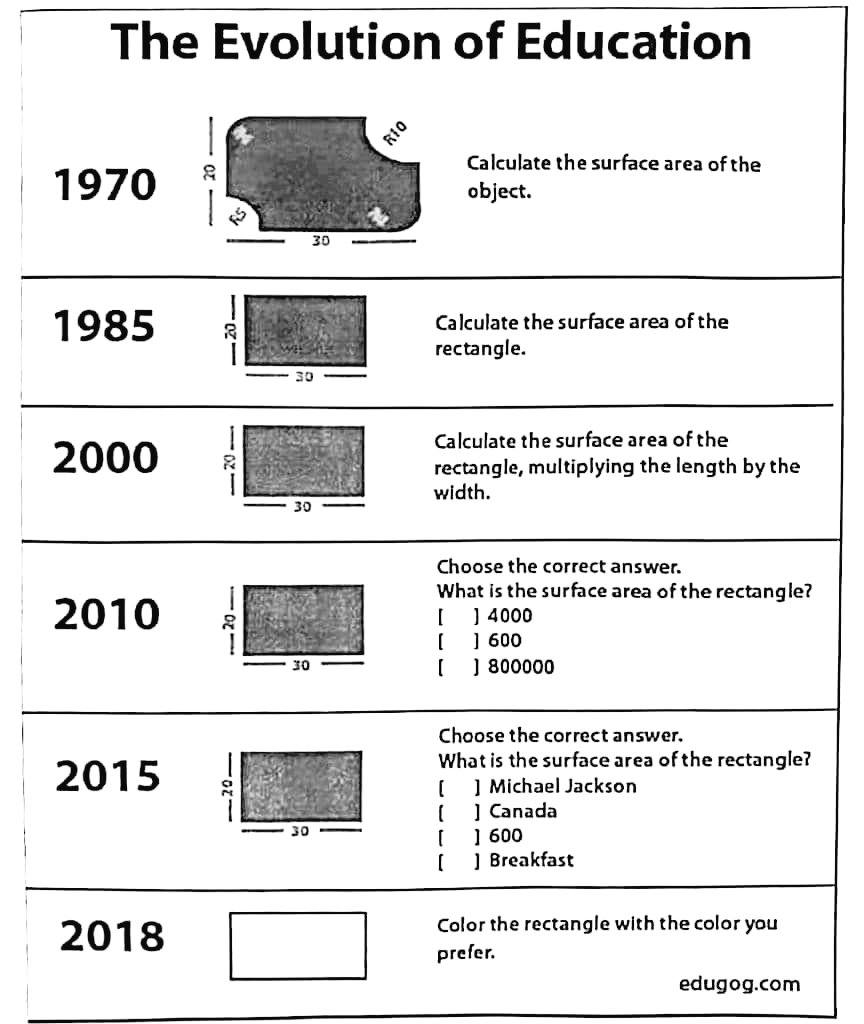 The Evolution of Education
1970
20
R10
R5
30
Calculate the surface area of the
object.
1985
20
30
Calculate the surface area of the
rectangle.
2000
20
30
Calculate the surface area of the
rectangle, multiplying the length by the
width.
2010
20
30
Choose the correct answer.
What is the surface area of the rectangle?
[ ] 4000
[ ] 600
[ ] 800000
2015
20
30
Choose the correct answer.
What is the surface area of the rectangle?
[ ] Michael Jackson
[ ] Canada
[ ] 600
[ ] Breakfast
2018
Color the rectangle with the color you
prefer.
edugog.com